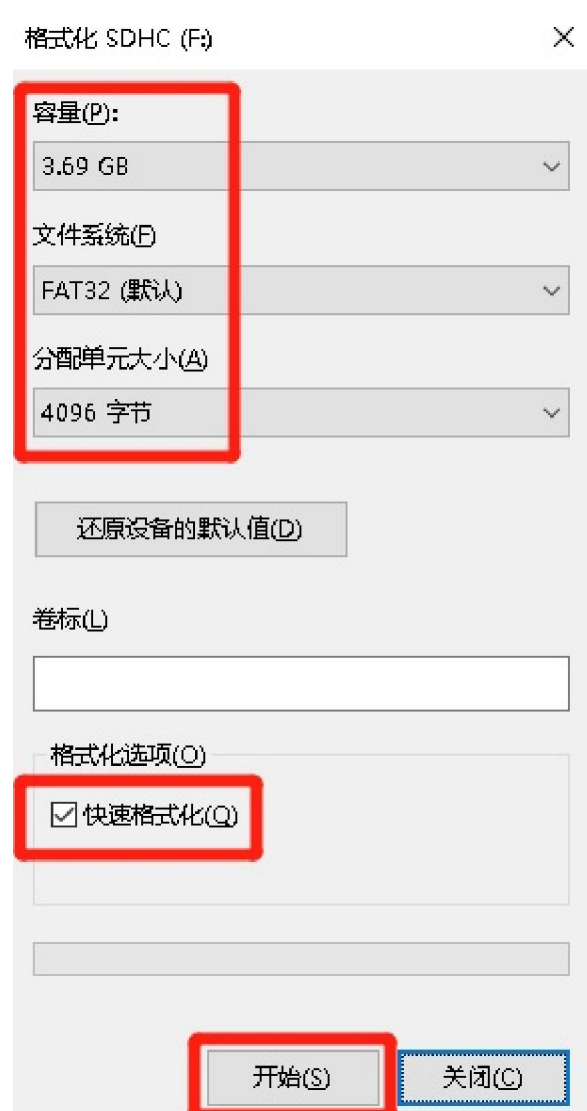 格式化 SDHC (F:)
容量(P):
3.69 GB
文件系统(F)
FAT32 (默认)
分配单元大小(A)
4096 字节
还原设备的默认值(D)
卷标(L)
格式化选项(O)
快速格式化(Q)
开始(S)
关闭(C)